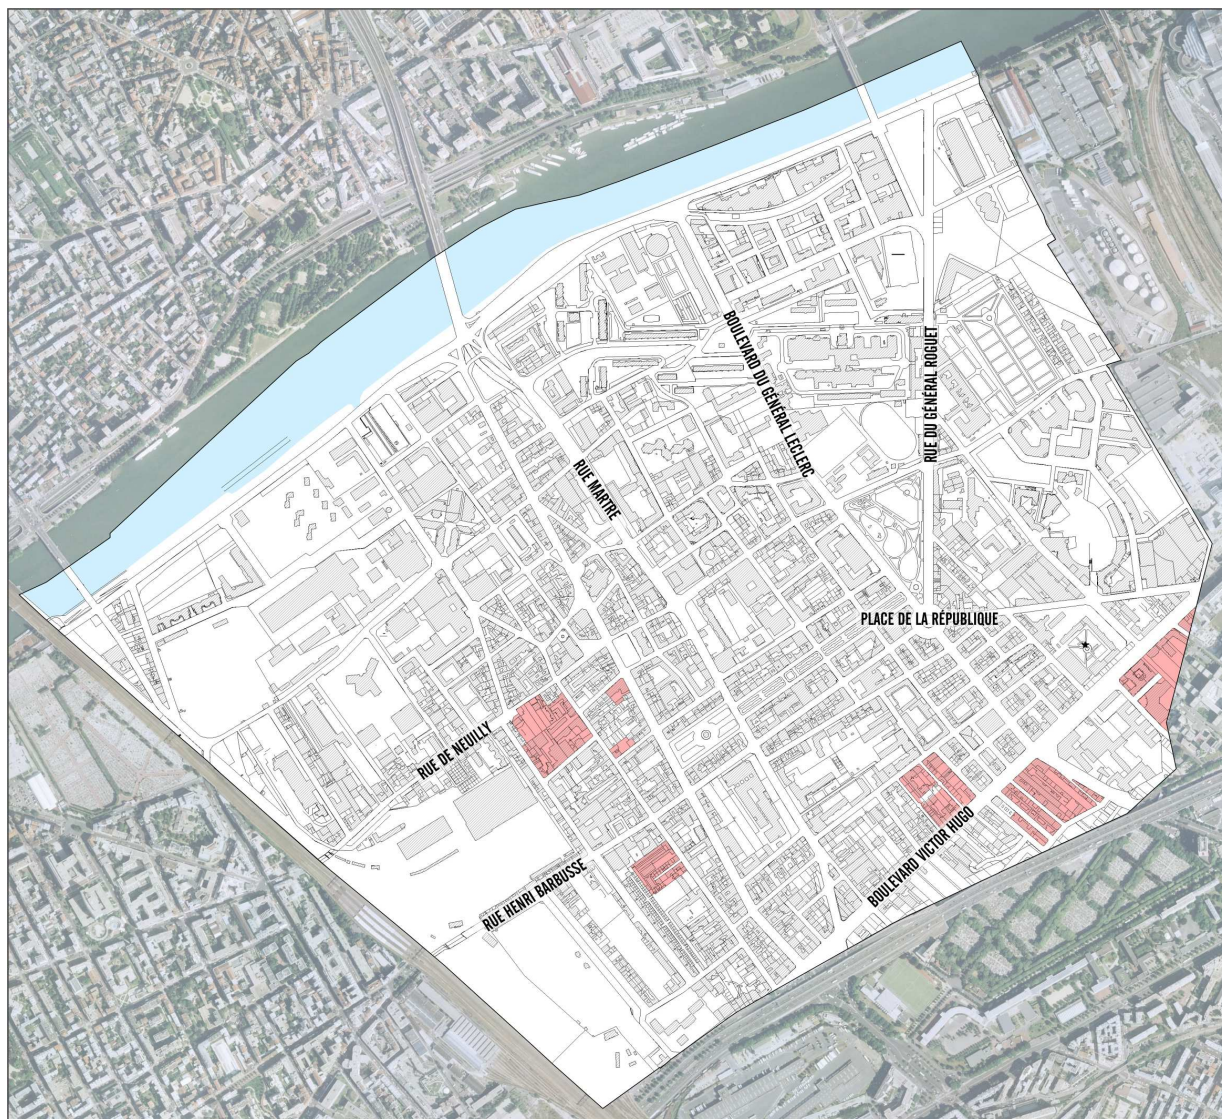 BOULEVARD DU GÉNÉRAL LECLERC
RUE DU GÉNÉRAL ROGUET
RUE MARTRE
PLACE DE LA RÉPUBLIQUE
RUE DE NEUILLY
BOULEVARD VICTOR HUGO
RUE HENRI BARBUSSE